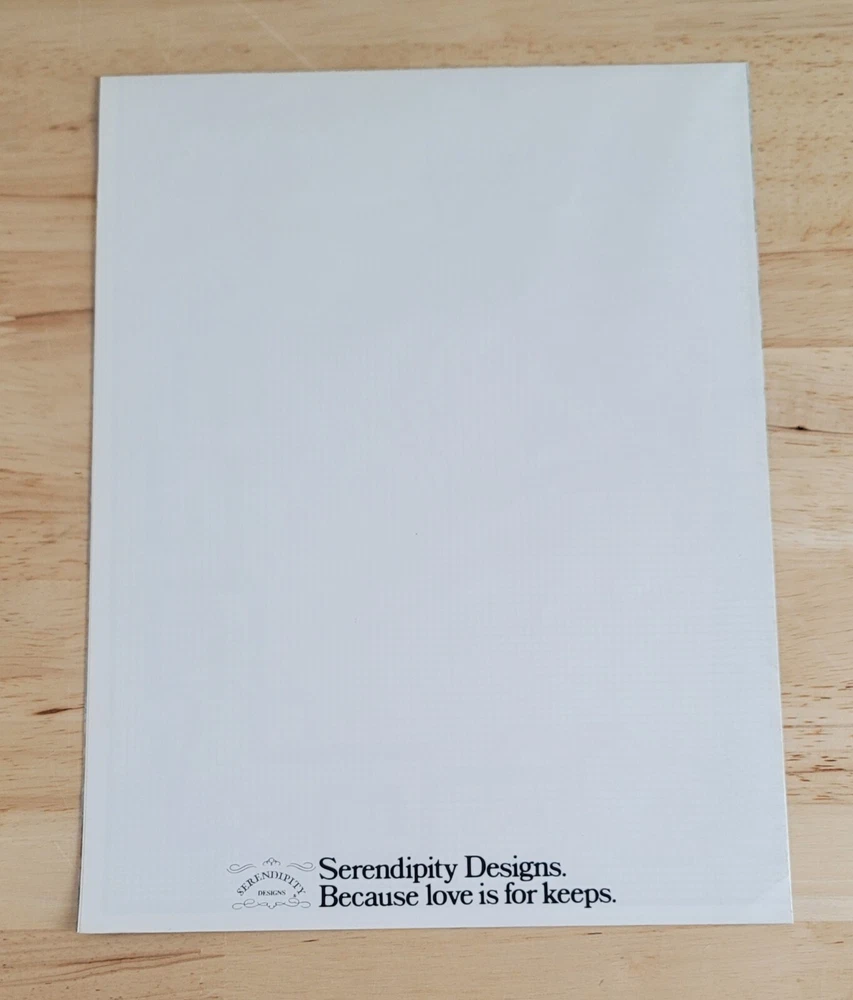 SERENDIPITY
DESIGNS
Serendipity Designs.
Because love is for keeps.